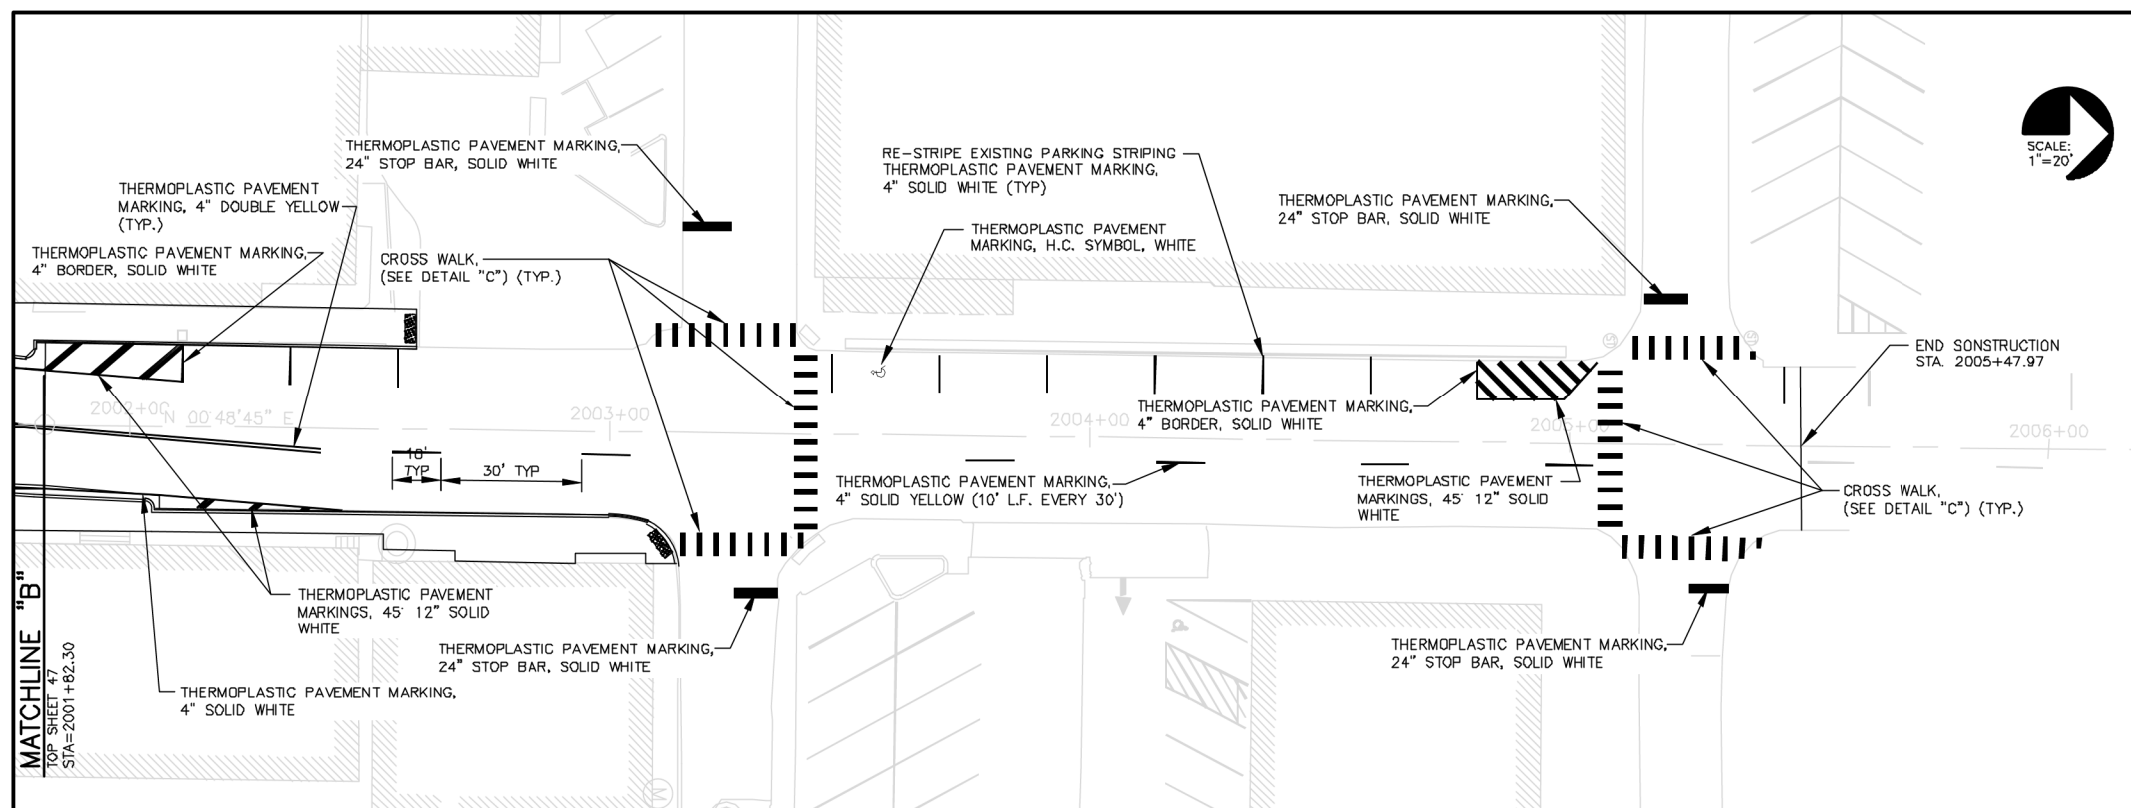 THERMOPLASTIC PAVEMENT MARKING,
24" STOP BAR, SOLID WHITE
THERMOPLASTIC PAVEMENT
MARKING, 4" DOUBLE YELLOW
(TYP.)
THERMOPLASTIC PAVEMENT MARKING,
4" BORDER, SOLID WHITE
CROSS WALK,
(SEE DETAIL "C") (TYP.)
RE-STRIPE EXISTING PARKING STRIPING
THERMOPLASTIC PAVEMENT MARKING,
4" SOLID WHITE (TYP)
THERMOPLASTIC PAVEMENT
MARKING, H.C. SYMBOL, WHITE
THERMOPLASTIC PAVEMENT MARKING,
24" STOP BAR, SOLID WHITE
SCALE:
1"=20'
END SONSTRUCTION
STA. 2005+47.97
2002+00
N 00°48'45" E
2003+00
2004+00
2005+00
2006+00
THERMOPLASTIC PAVEMENT MARKING,
4" BORDER, SOLID WHITE
10'
TYP
30' TYP
THERMOPLASTIC PAVEMENT MARKING,
4" SOLID YELLOW (10' L.F. EVERY 30')
THERMOPLASTIC PAVEMENT
MARKINGS, 45° 12" SOLID
WHITE
CROSS WALK,
(SEE DETAIL "C") (TYP.)
THERMOPLASTIC PAVEMENT
MARKINGS, 45° 12" SOLID
WHITE
THERMOPLASTIC PAVEMENT MARKING,
24" STOP BAR, SOLID WHITE
THERMOPLASTIC PAVEMENT MARKING,
24" STOP BAR, SOLID WHITE
THERMOPLASTIC PAVEMENT MARKING,
4" SOLID WHITE
MATCHLINE "B"
TOP SHEET 47
STA=2001+82.30
M